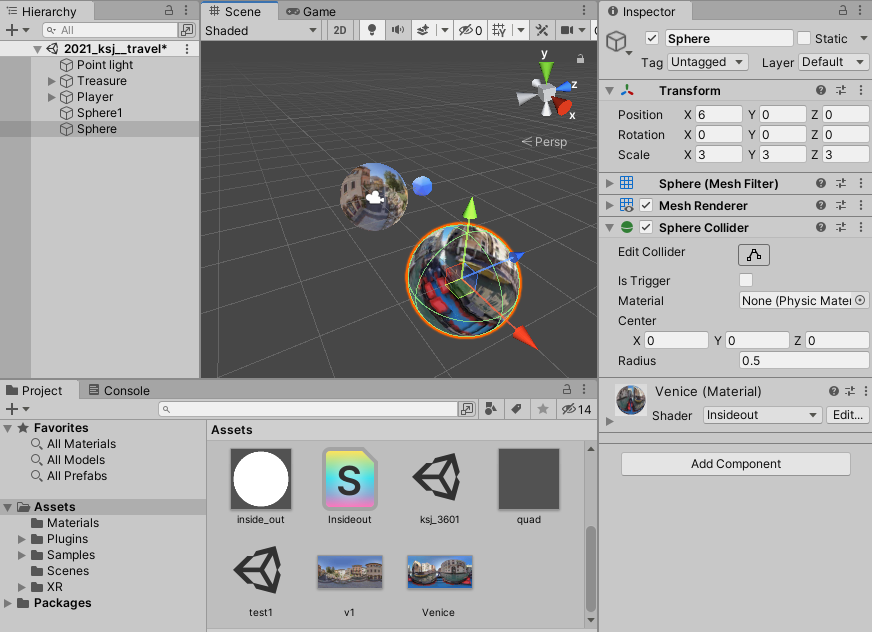 Hierarchy
All
2021_ksj__travel*
Point light
Treasure
Player
Sphere1
Sphere
Scene
Game
Shaded
2D
0
y
z
x
Persp
Inspector
Sphere
Static
Tag Untagged
Layer Default
Transform
Position X 6 Y 0 Z 0
Rotation X 0 Y 0 Z 0
Scale X 3 Y 3 Z 3
Sphere (Mesh Filter)
Mesh Renderer
Sphere Collider
Edit Collider
Is Trigger
Material None (Physic Mater
Center
X 0 Y 0 Z 0
Radius 0.5
Venice (Material)
Shader Insideout Edit...
Add Component
Project
Console
14
Favorites
All Materials
All Models
All Prefabs
Assets
Materials
Plugins
Samples
Scenes
XR
Packages
Assets
S
inside_out
Insideout
ksj_3601
quad
test1
v1
Venice